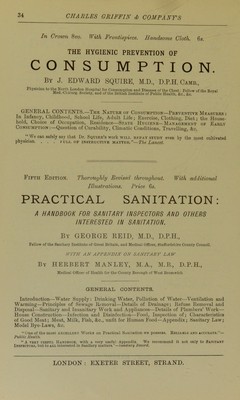 24 CHARLES GRIFFIN & COMPANY'S
In Crown 8vo. With Frontispiece. Handsome Cloth. 6s.
THE HYGIENIC PREVENTION OF
CONSUMPTION.
BY J. EDWARD SQUIRE, M.D., D.P.H. CAMB.,
Physician to the North London Hospital for Consumption and Diseases of the Chest; Fellow of the Royal
Med.-Chirurg. Society, and of the British Institute of Public Health, &c., &c.
GENERAL CONTENTS.—THE NATURE OF CONSUMPTION—PREVENTIVE MEASURES:
In Infancy, Childhood, School Life, Adult Life; Exercise, Clothing, Diet; the House-
hold, Choice of Occupation, Residence—STATE HYGIENE—MANAGEMENT OF EARLY
CONSUMPTION:—Question of Curability, Climatic Conditions, Travelling, &c.
"We can safely say that Dr. Squire's work WILL REPAY STUDY even by the most cultivated
physician. . . . FULL OF INSTRUCTIVE MATTER."—The Lancet.
FIFTH EDITION. Thoroughly Revised throughout. With additional
Illustrations. Price 6s.
PRACTICAL SANITATION:
A HANDBOOK FOR SANITARY INSPECTORS AND OTHERS
INTERESTED IN SANITATION.
BY GEORGE REID, M.D., D.P.H.,
Fellow of the Sanitary Institute of Great Britain, and Medical Officer, Staffordshire County Council.
WITH AN APPENDIX ON SANITARY LAW
BY HERBERT MANLEY, M.A., M.B., D.P.H.,
Medical Officer of Health for the County Borough of West Bromwich.
GENERAL CONTENTS.
Introduction—Water Supply: Drinking Water, Pollution of Water—Ventilation and
Warming—Principles of Sewage Removal—Details of Drainage; Refuse Removal and
Disposal—Sanitary and Insanitary Work and Appliances—Details of Plumbers' Work—
House Construction—Infection and Disinfection—Food, Inspection of; Characteristics
of Good Meat; Meat, Milk, Fish, &c., unfit for Human Food—Appendix; Sanitary Law;
Model Bye-Laws, &c.
"One of the most EXCELLENT WORKS on Practical Sanitation we possess. RELIABLE AND ACCURATE."—
Public Health
"A VERY USEFUL HANDBOOK, with a very useful Appendix. We recommend it not only to SANITARY
INSPECTORS, but to ALL interested in Sanitary matters."—Sanitary Record
LONDON: EXETER STREET, STRAND.